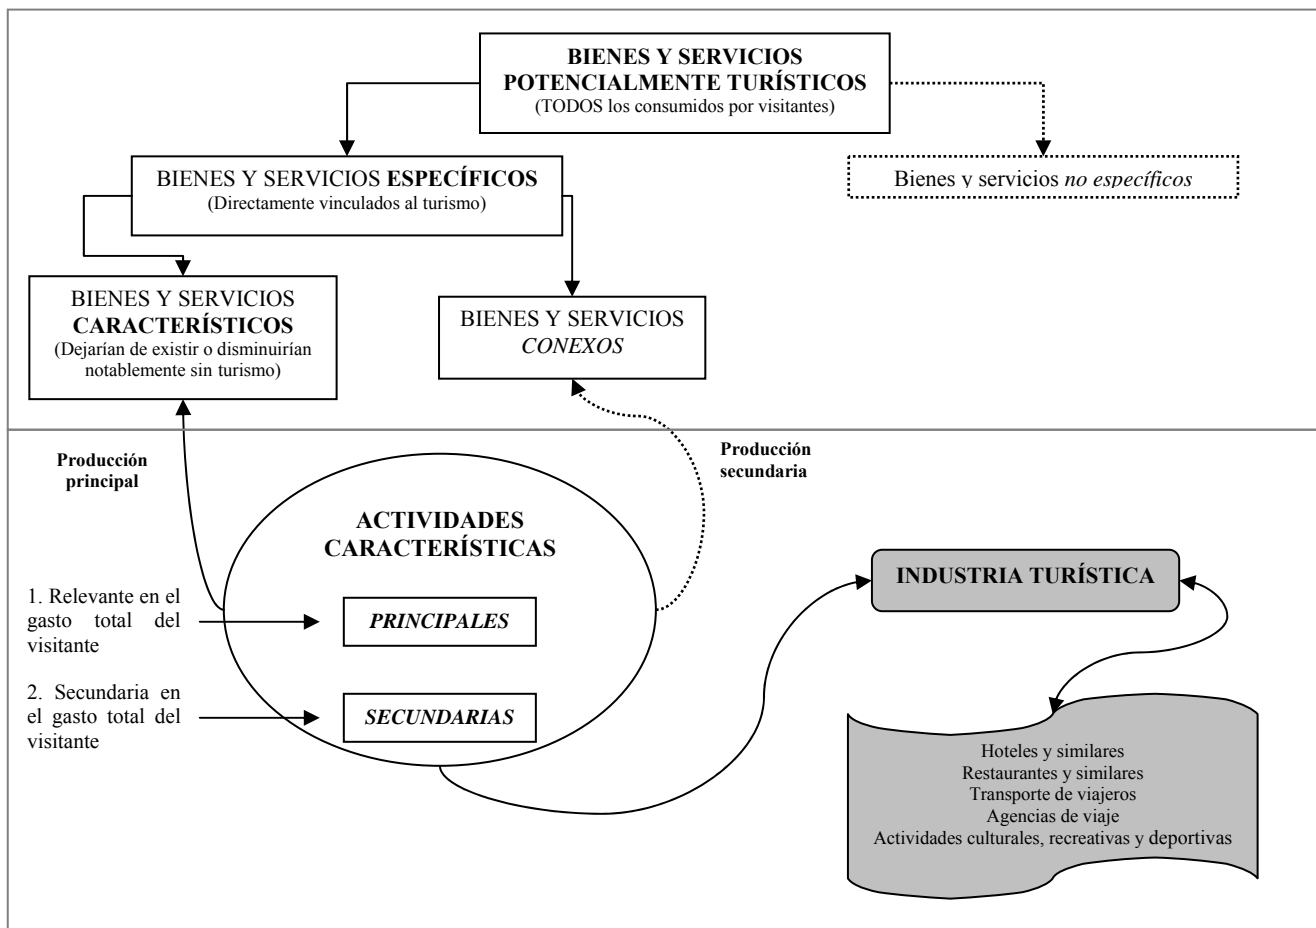 BIENES Y SERVICIOS
POTENCIALMENTE TURÍSTICOS
(TODOS los consumidos por visitantes)
BIENES Y SERVICIOS ESPECÍFICOS
(Directamente vinculados al turismo)
Bienes y servicios no específicos
BIENES Y SERVICIOS
CARACTERÍSTICOS
(Dejarían de existir o disminuirían
notablemente sin turismo)
BIENES Y SERVICIOS
CONEXOS
Producción
principal
Producción
secundaria
ACTIVIDADES
CARACTERÍSTICAS
1. Relevante en el
gasto total del
visitante
PRINCIPALES
2. Secundaria en
el gasto total del
visitante
SECUNDARIAS
INDUSTRIA TURÍSTICA
Hoteles y similares
Restaurantes y similares
Transporte de viajeros
Agencias de viaje
Actividades culturales, recreativas y deportivas